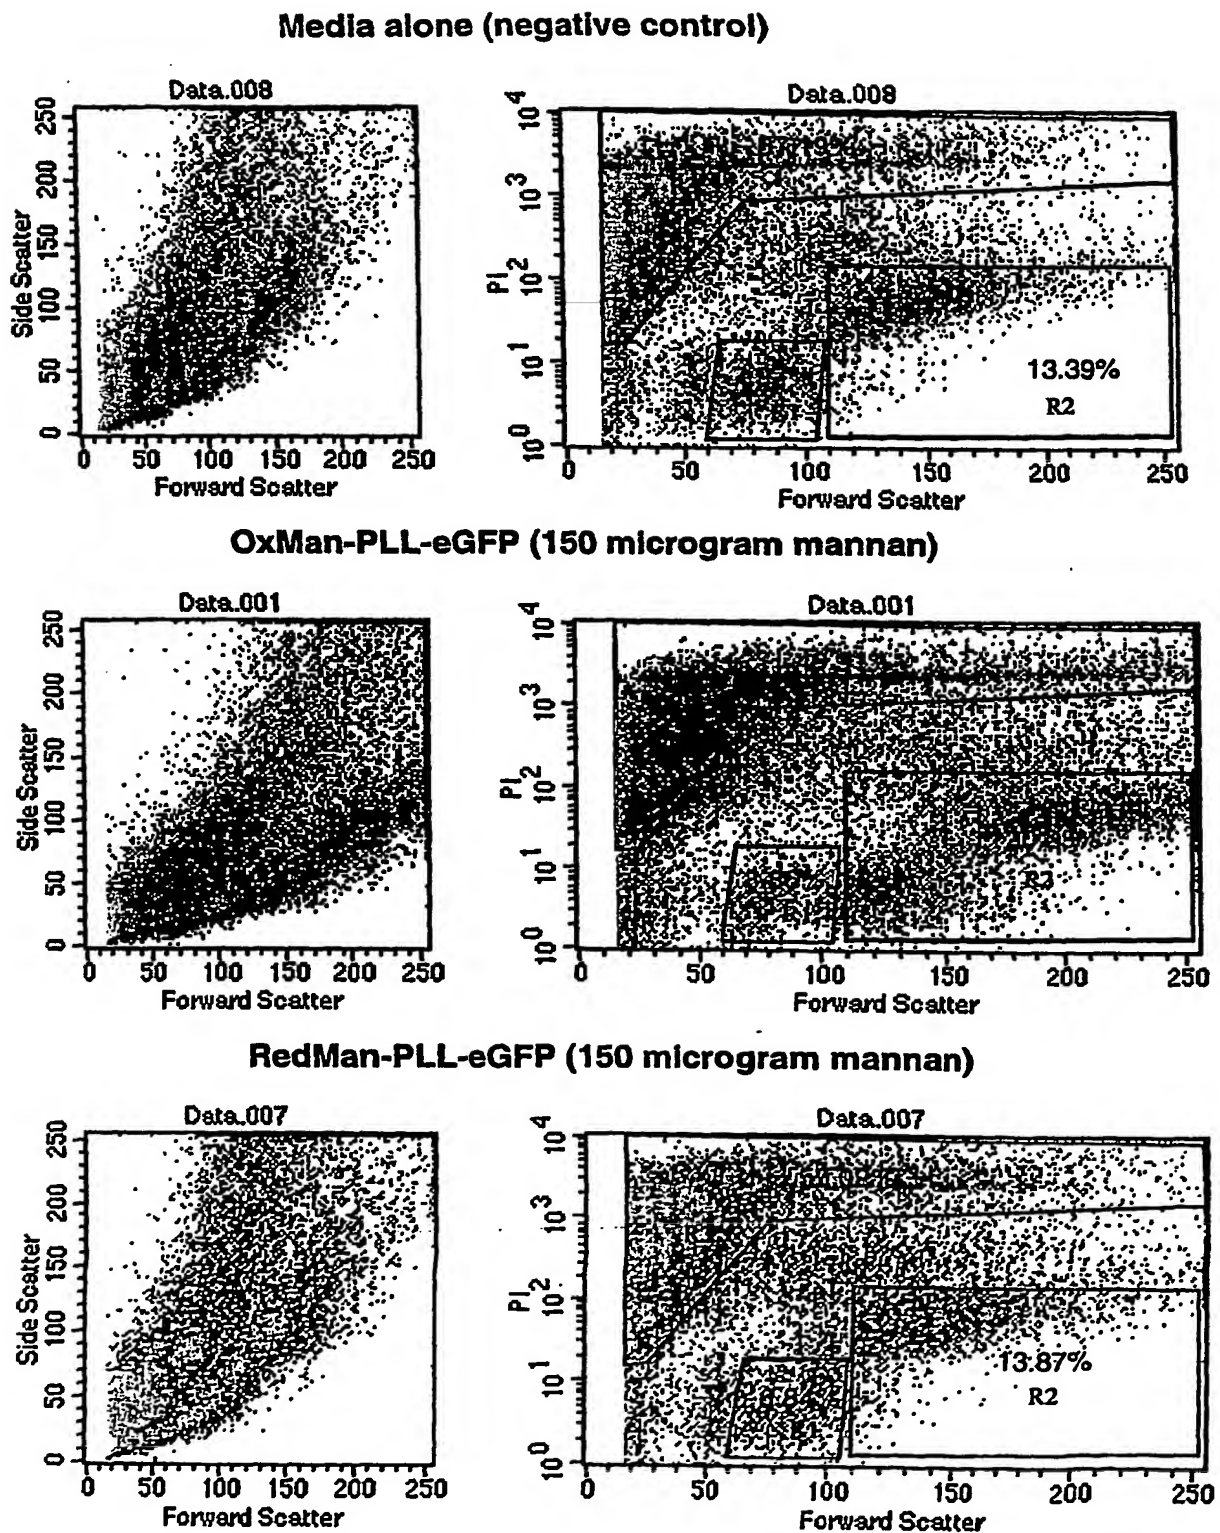 Media alone (negative control)
Data.008
Side Scatter
0 50 100 150 200 250
0 50 100 150 200 250
Forward Scatter
Data.008
PI
10^0 10^1 10^2 10^3 10^4
13.39%
R2
0 50 100 150 200 250
Forward Scatter
OxMan-PLL-eGFP (150 microgram mannan)
Data.001
Side Scatter
0 50 100 150 200 250
0 50 100 150 200 250
Forward Scatter
Data.001
PI
10^0 10^1 10^2 10^3 10^4
0 50 100 150 200 250
Forward Scatter
RedMan-PLL-eGFP (150 microgram mannan)
Data.007
Side Scatter
0 50 100 150 200 250
0 50 100 150 200 250
Forward Scatter
Data.007
PI
10^0 10^1 10^2 10^3 10^4
13.87%
R2
0 50 100 150 200 250
Forward Scatter